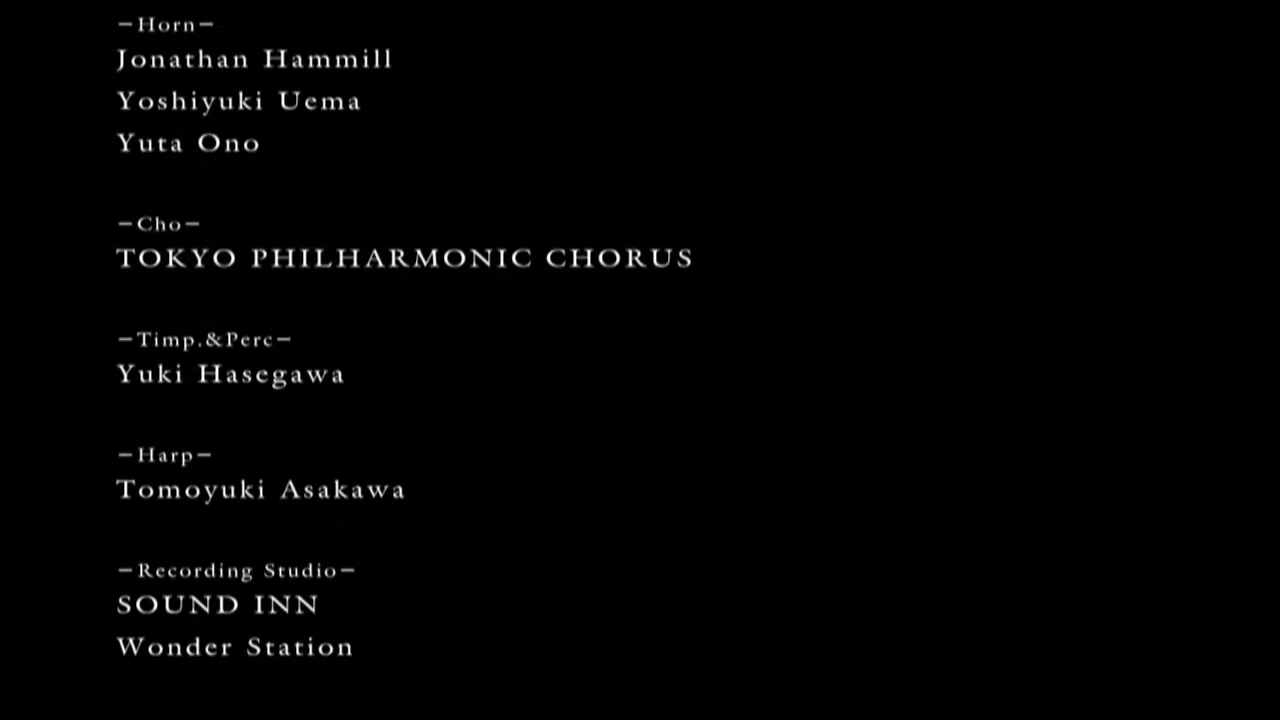 –Horn–
Jonathan Hammill
Yoshiyuki Uema
Yuta Ono
–Cho–
TOKYO PHILHARMONIC CHORUS
–Timp.&Perc–
Yuki Hasegawa
–Harp–
Tomoyuki Asakawa
–Recording Studio–
SOUND INN
Wonder Station